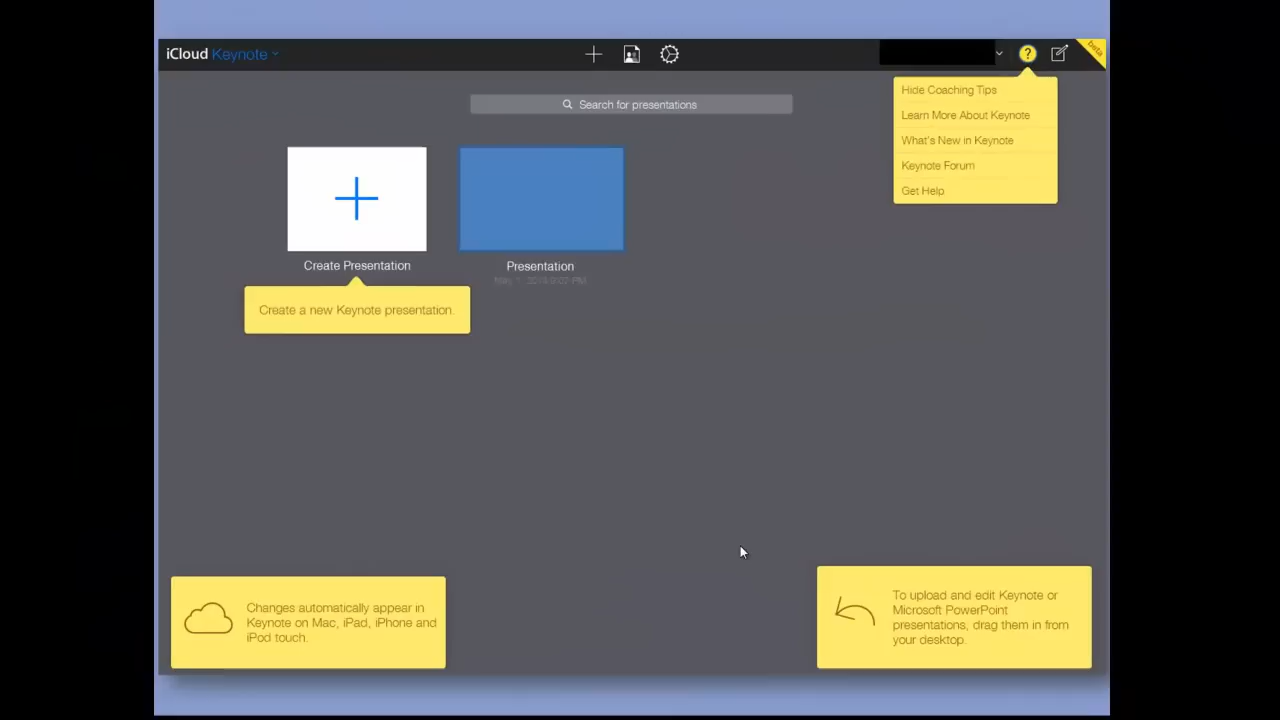 iCloud Keynote
?
beta
Search for presentations
Hide Coaching Tips
Learn More About Keynote
What's New in Keynote
Keynote Forum
Get Help
Create Presentation
Presentation
Create a new Keynote presentation.
Changes automatically appear in
Keynote on Mac, iPad, iPhone and
iPod touch.
To upload and edit Keynote or
Microsoft PowerPoint
presentations, drag them in from
your desktop.